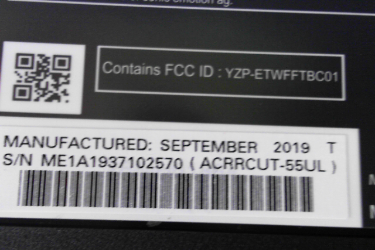 Contains FCC ID : YZP-ETWFFTBC01
MANUFACTURED: SEPTEMBER 2019 T
S/N ME1A1937102570 ( ACRRCUT-55UL )